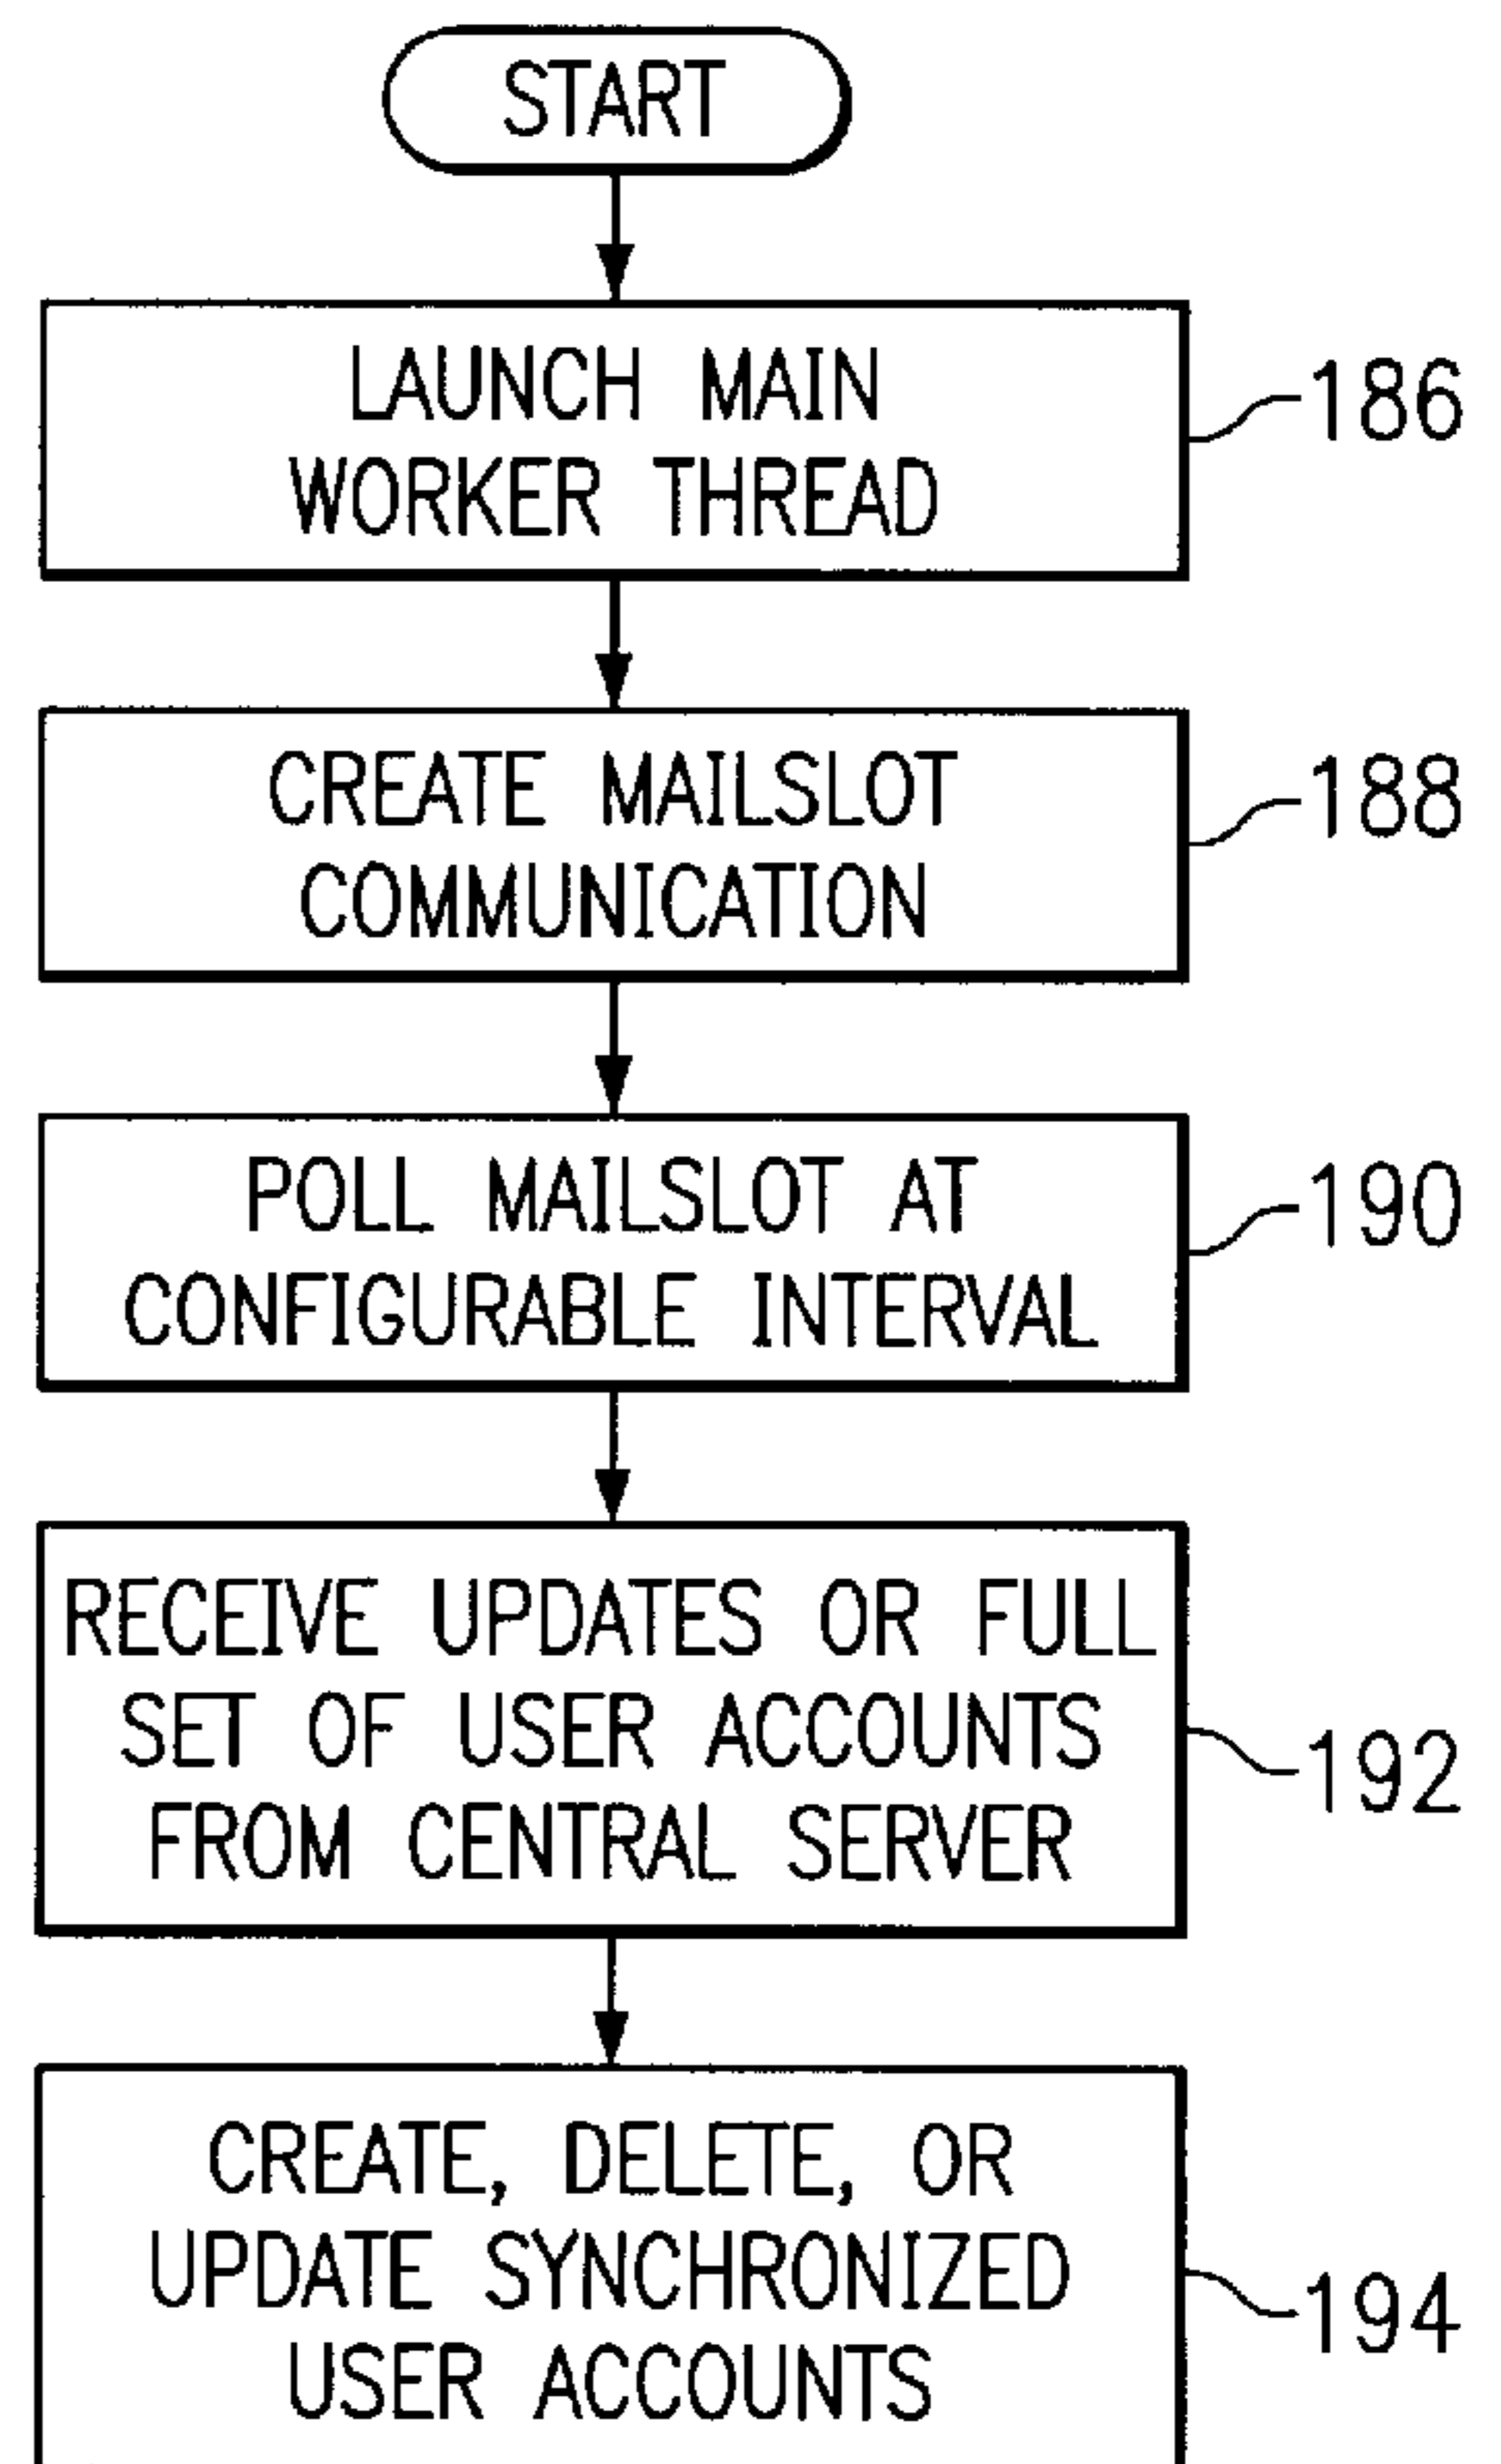 START
LAUNCH MAIN
WORKER THREAD
186
CREATE MAILSLOT
COMMUNICATION
188
POLL MAILSLOT AT
CONFIGURABLE INTERVAL
190
RECEIVE UPDATES OR FULL
SET OF USER ACCOUNTS
FROM CENTRAL SERVER
192
CREATE, DELETE, OR
UPDATE SYNCHRONIZED
USER ACCOUNTS
194